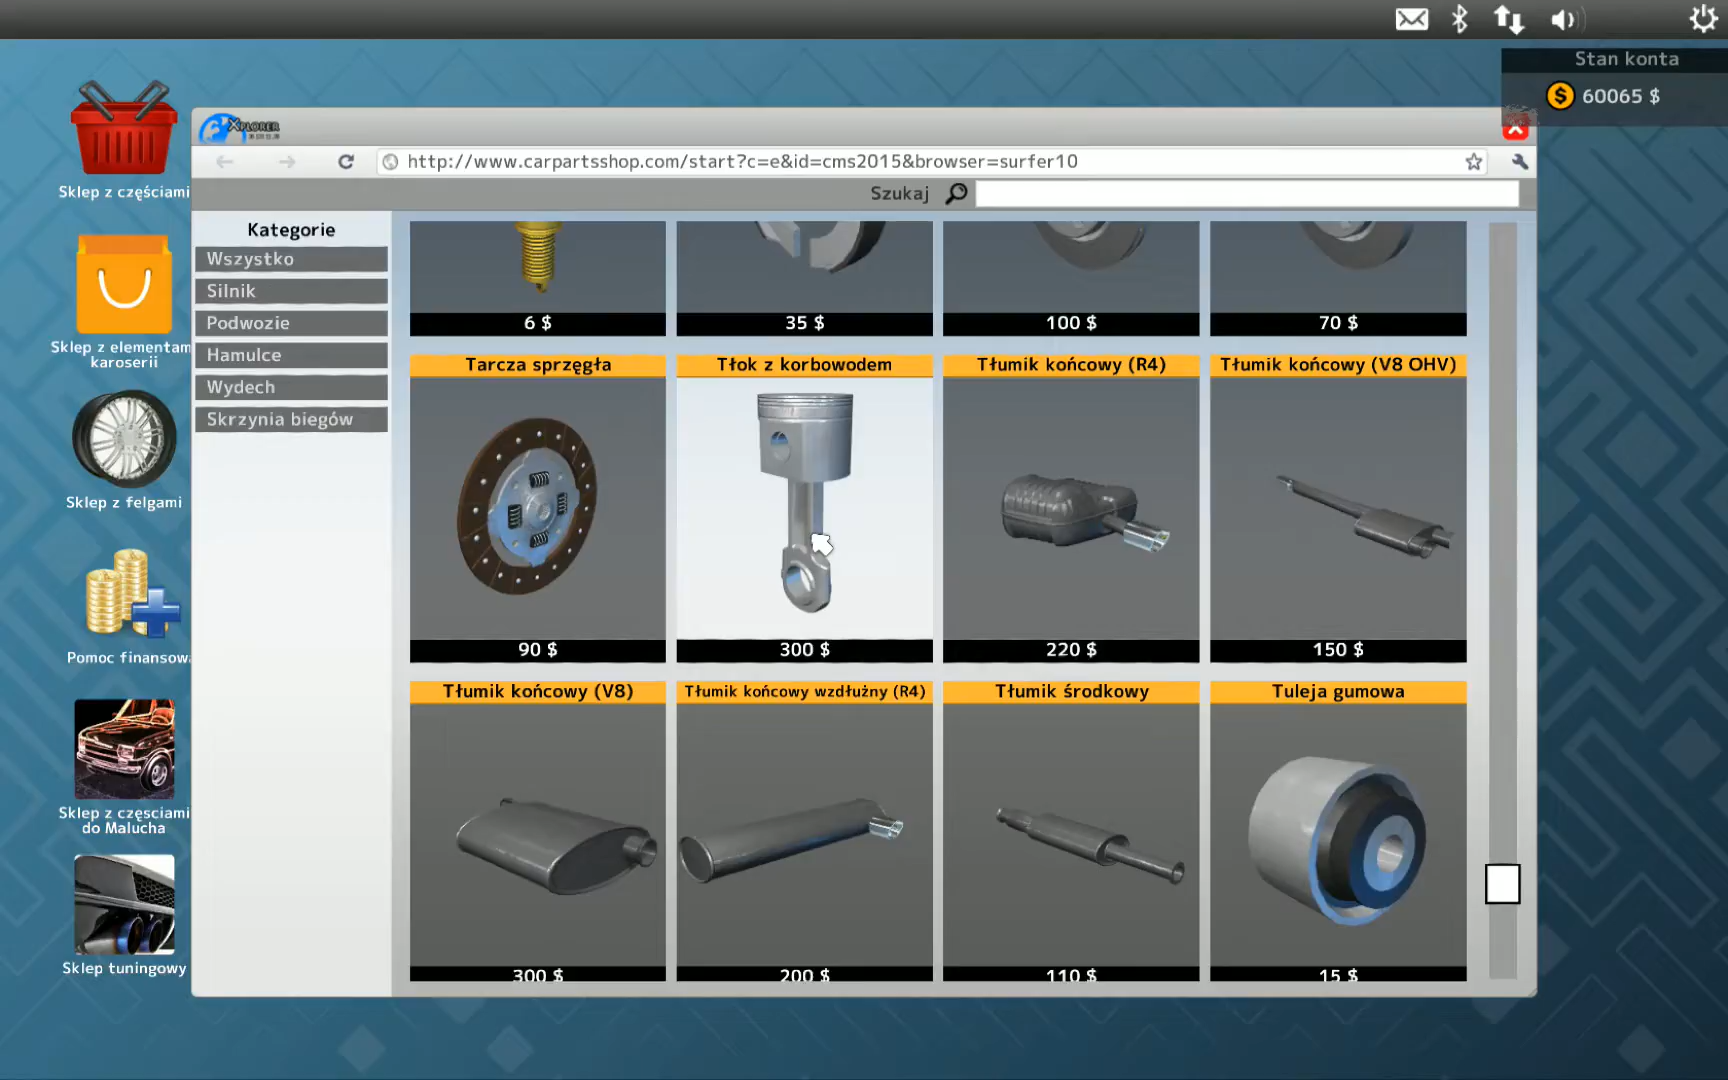 Stan konta
60065 $
XPLORER
http://www.carpartsshop.com/start?c=e&id=cms2015&browser=surfer10
Szukaj
Sklep z częściami
Sklep z elementam
karoserii
Sklep z felgami
Pomoc finansow
Sklep z częsciami
do Malucha
Sklep tuningowy
Kategorie
Wszystko
Silnik
Podwozie
Hamulce
Wydech
Skrzynia biegów
6 $
35 $
100 $
70 $
Tarcza sprzęgła
Tłok z korbowodem
Tłumik końcowy (R4)
Tłumik końcowy (V8 OHV)
90 $
300 $
220 $
150 $
Tłumik końcowy (V8)
Tłumik końcowy wzdłużny (R4)
Tłumik środkowy
Tuleja gumowa
300 $
200 $
110 $
15 $